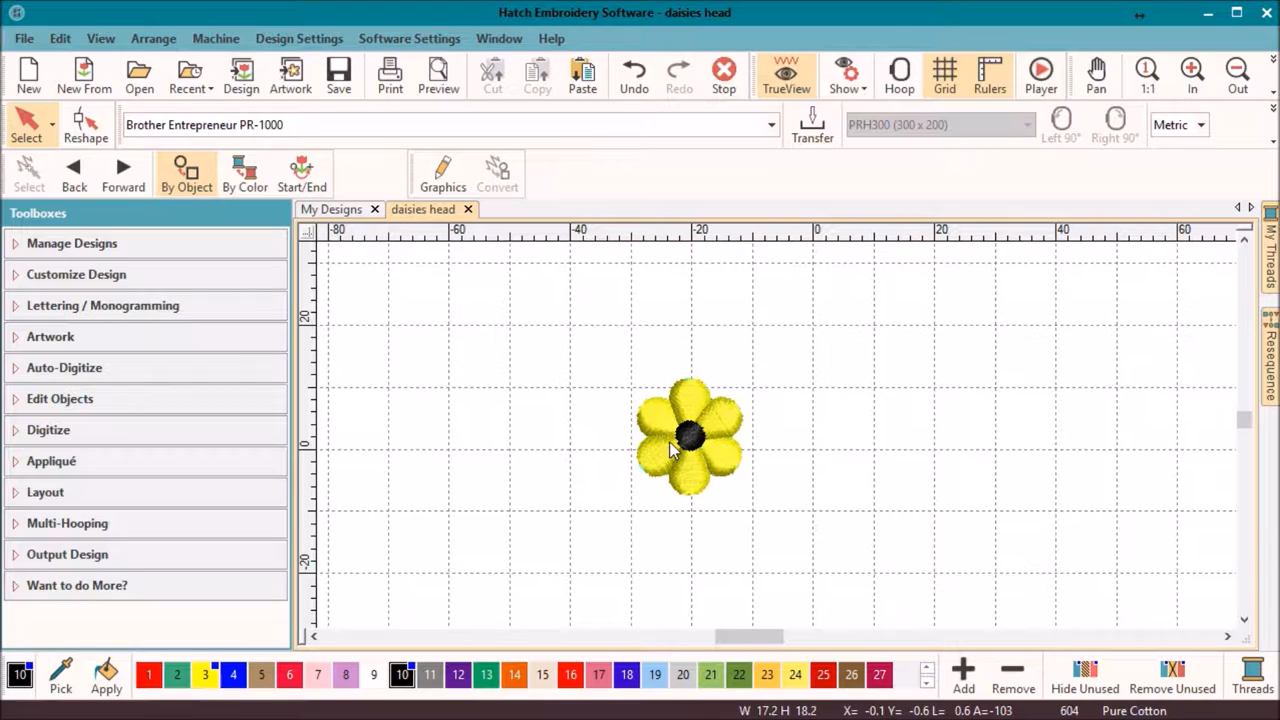 Hatch Embroidery Software - daisies head
File Edit View Arrange Machine Design Settings Software Settings Window Help
New New From Open Recent Design Artwork Save Print Preview Cut Copy Paste Undo Redo Stop TrueView Show Hoop Grid Rulers Player Pan 1:1 In Out
Select Reshape Brother Entrepreneur PR-1000 Transfer PRH300 (300 x 200) Left 90° Right 90° Metric
Select Back Forward By Object By Color Start/End Graphics Convert
Toolboxes
My Designs daisies head
-80 -60 -40 -20 0 20 40 60
Manage Designs
Customize Design
Lettering / Monogramming
Artwork
Auto-Digitize
Edit Objects
Digitize
Appliqué
Layout
Multi-Hooping
Output Design
Want to do More?
20
0
-20
My Threads
Resequence
10 Pick Apply 1 2 3 4 5 6 7 8 9 10 11 12 13 14 15 16 17 18 19 20 21 22 23 24 25 26 27 Add Remove Hide Unused Remove Unused Threads
W 17.2 H 18.2 X= -0.1 Y= -0.6 L= 0.6 A=-103 604 Pure Cotton